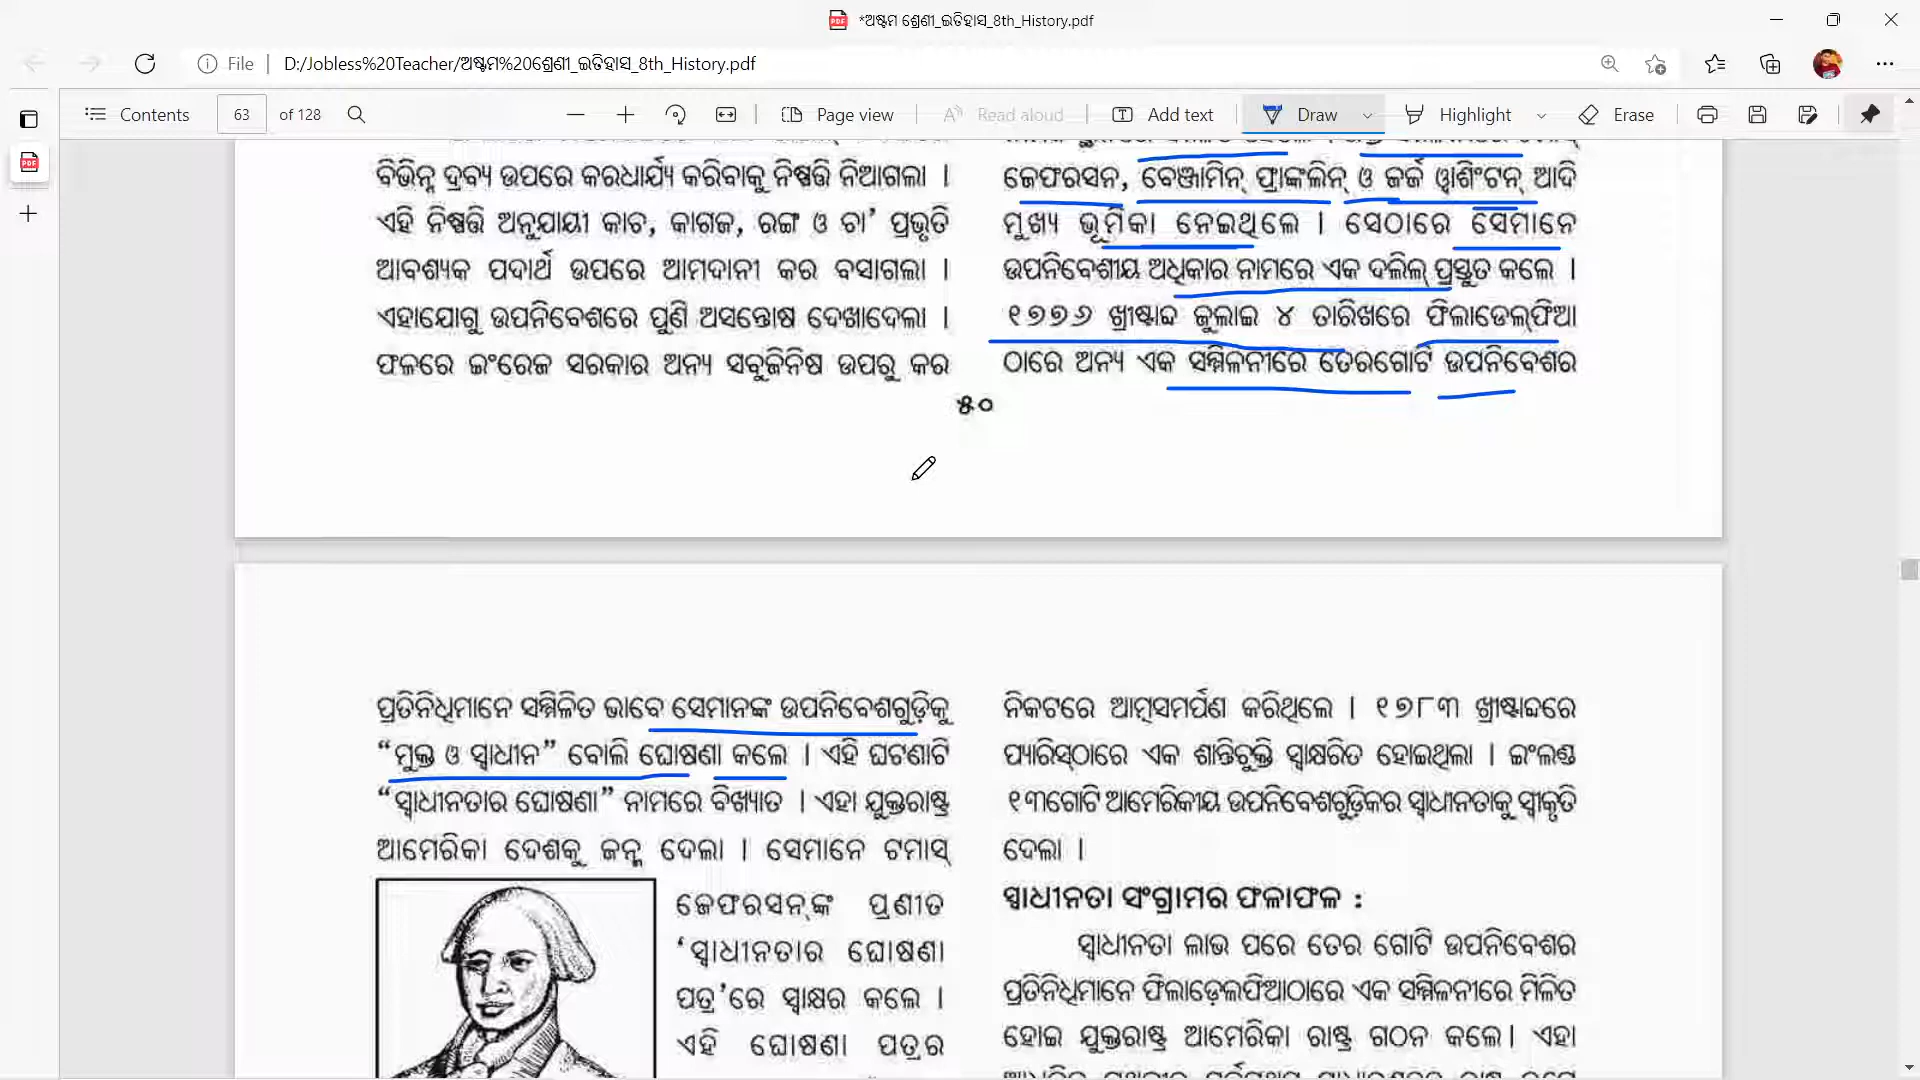 *ଅଷ୍ଟମ ଶ୍ରେଣୀ_ଇତିହାସ_8th_History.pdf
File
D:/Jobless%20Teacher/ଅଷ୍ଟମ%20ଶ୍ରେଣୀ_ଇତିହାସ_8th_History.pdf
Contents
63 of 128
Page view
Read aloud
Add text
Draw
Highlight
Erase
ବିଭିନ୍ନ ଦ୍ରବ୍ୟ ଉପରେ କରଧାର୍ଯ୍ୟ କରିବାକୁ ନିଷ୍ପତ୍ତି ନିଆଗଲା ।
ଏହି ନିଷ୍ପତ୍ତି ଅନୁଯାୟୀ କାଚ, କାଗଜ, ରଙ୍ଗ ଓ ଚା’ ପ୍ରଭୃତି
ଆବଶ୍ୟକ ପଦାର୍ଥ ଉପରେ ଆମଦାନୀ କର ବସାଗଲା ।
ଏହାଯୋଗୁ ଉପନିବେଶରେ ପୁଣି ଅସନ୍ତୋଷ ଦେଖାଦେଲା ।
ଫଳରେ ଇଂରେଜ ସରକାର ଅନ୍ୟ ସବୁଜିନିଷ ଉପରୁ କର
ଜେଫରସନ, ବେଞ୍ଜାମିନ୍ ଫ୍ରାଙ୍କଲିନ୍ ଓ ଜର୍ଜ ୱାଶିଂଟନ୍ ଆଦି
ମୁଖ୍ୟ ଭୂମିକା ନେଇଥିଲେ । ସେଠାରେ ସେମାନେ
ଉପନିବେଶୀୟ ଅଧିକାର ନାମରେ ଏକ ଦଲିଲ୍ ପ୍ରସ୍ତୁତ କଲେ ।
୧୭୭୬ ଖ୍ରୀଷ୍ଟାବ୍ଦ ଜୁଲାଇ ୪ ତାରିଖରେ ଫିଲାଡେଲ୍‌ଫିଆ
ଠାରେ ଅନ୍ୟ ଏକ ସମ୍ମିଳନୀରେ ତେରଗୋଟି ଉପନିବେଶର
୫୦
ପ୍ରତିନିଧିମାନେ ସମ୍ମିଳିତ ଭାବେ ସେମାନଙ୍କ ଉପନିବେଶଗୁଡ଼ିକୁ
“ମୁକ୍ତ ଓ ସ୍ୱାଧୀନ” ବୋଲି ଘୋଷଣା କଲେ । ଏହି ଘଟଣାଟି
“ସ୍ୱାଧୀନତାର ଘୋଷଣା” ନାମରେ ବିଖ୍ୟାତ । ଏହା ଯୁକ୍ତରାଷ୍ଟ୍ର
ଆମେରିକା ଦେଶକୁ ଜନ୍ମ ଦେଲା । ସେମାନେ ଟମାସ୍
ଜେଫରସନ୍‌ଙ୍କ ପ୍ରଣୀତ
‘ସ୍ୱାଧୀନତାର ଘୋଷଣା
ପତ୍ର’ରେ ସ୍ୱାକ୍ଷର କଲେ ।
ଏହି ଘୋଷଣା ପତ୍ରର
ନିକଟରେ ଆତ୍ମସମର୍ପଣ କରିଥିଲେ । ୧୭୮୩ ଖ୍ରୀଷ୍ଟାବ୍ଦରେ
ପ୍ୟାରିସ୍‌ଠାରେ ଏକ ଶାନ୍ତିଚୁକ୍ତି ସ୍ୱାକ୍ଷରିତ ହୋଇଥିଲା । ଇଂଲଣ୍ଡ
୧୩ଗୋଟି ଆମେରିକୀୟ ଉପନିବେଶଗୁଡ଼ିକର ସ୍ୱାଧୀନତାକୁ ସ୍ୱୀକୃତି
ଦେଲା ।
ସ୍ୱାଧୀନତା ସଂଗ୍ରାମର ଫଳାଫଳ :
ସ୍ୱାଧୀନତା ଲାଭ ପରେ ତେର ଗୋଟି ଉପନିବେଶର
ପ୍ରତିନିଧିମାନେ ଫିଲାଡ଼େଲଫିଆଠାରେ ଏକ ସମ୍ମିଳନୀରେ ମିଳିତ
ହୋଇ ଯୁକ୍ତରାଷ୍ଟ୍ର ଆମେରିକା ରାଷ୍ଟ୍ର ଗଠନ କଲେ। ଏହା